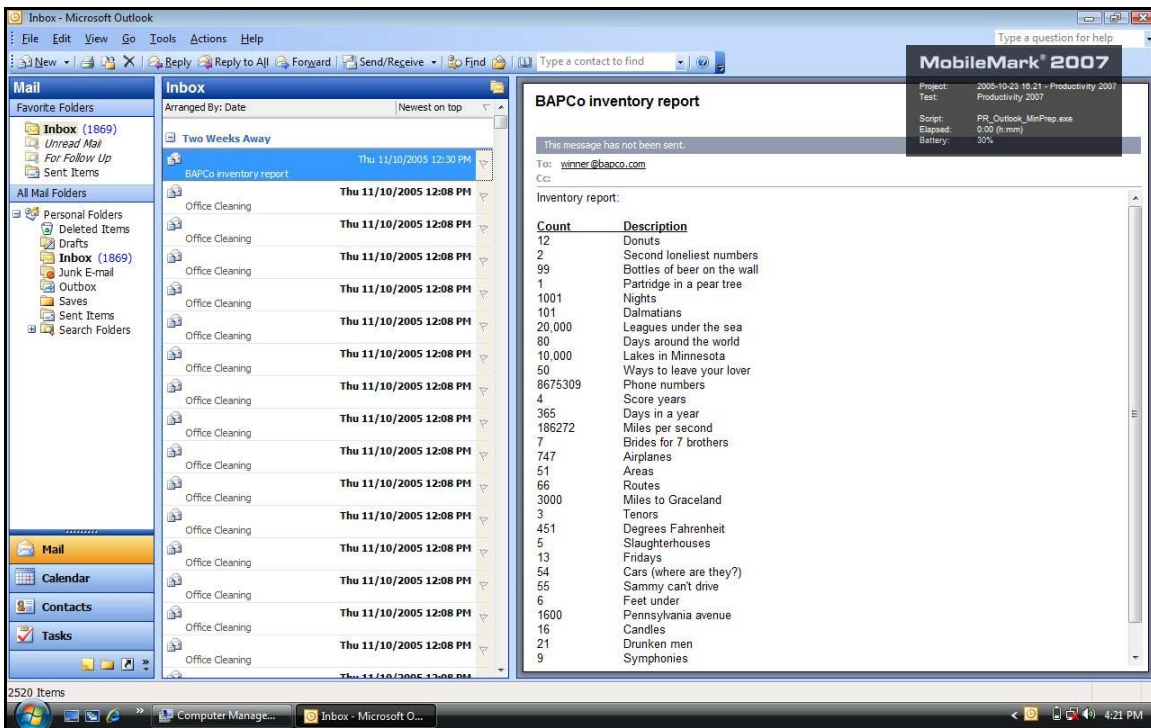 Inbox - Microsoft Outlook
File Edit View Go Tools Actions Help
Type a question for help
New Reply Reply to All Forward Send/Receive Find Type a contact to find
MobileMark® 2007
Project: 2005-10-23 16.21 - Productivity 2007
Test: Productivity 2007
Script: PR_Outlook_MinPrep.exe
Elapsed: 0:00 (h:mm)
Battery: 30%
Mail
Favorite Folders
Inbox (1869)
Unread Mail
For Follow Up
Sent Items
All Mail Folders
Personal Folders
Deleted Items
Drafts
Inbox (1869)
Junk E-mail
Outbox
Saves
Sent Items
Search Folders
Mail
Calendar
Contacts
Tasks
Inbox
Arranged By: Date Newest on top
Two Weeks Away
Thu 11/10/2005 12:30 PM
BAPCo inventory report
Thu 11/10/2005 12:08 PM
Office Cleaning
Thu 11/10/2005 12:08 PM
Office Cleaning
Thu 11/10/2005 12:08 PM
Office Cleaning
Thu 11/10/2005 12:08 PM
Office Cleaning
Thu 11/10/2005 12:08 PM
Office Cleaning
Thu 11/10/2005 12:08 PM
Office Cleaning
Thu 11/10/2005 12:08 PM
Office Cleaning
Thu 11/10/2005 12:08 PM
Office Cleaning
Thu 11/10/2005 12:08 PM
Office Cleaning
Thu 11/10/2005 12:08 PM
Office Cleaning
Thu 11/10/2005 12:08 PM
Office Cleaning
Thu 11/10/2005 12:08 PM
Office Cleaning
Thu 11/10/2005 12:08 PM
Office Cleaning
Thu 11/10/2005 12:08 PM
Office Cleaning
Thu 11/10/2005 12:08 PM
Office Cleaning
Thu 11/10/2005 12:08 PM
BAPCo inventory report
This message has not been sent.
To: winner@bapco.com
Cc:
Inventory report:
Count Description
12 Donuts
2 Second loneliest numbers
99 Bottles of beer on the wall
1 Partridge in a pear tree
1001 Nights
101 Dalmatians
20,000 Leagues under the sea
80 Days around the world
10,000 Lakes in Minnesota
50 Ways to leave your lover
8675309 Phone numbers
4 Score years
365 Days in a year
186272 Miles per second
7 Brides for 7 brothers
747 Airplanes
51 Areas
66 Routes
3000 Miles to Graceland
3 Tenors
451 Degrees Fahrenheit
5 Slaughterhouses
13 Fridays
54 Cars (where are they?)
55 Sammy can't drive
6 Feet under
1600 Pennsylvania avenue
16 Candles
21 Drunken men
9 Symphonies
2520 Items
Computer Manage... Inbox - Microsoft O... 4:21 PM